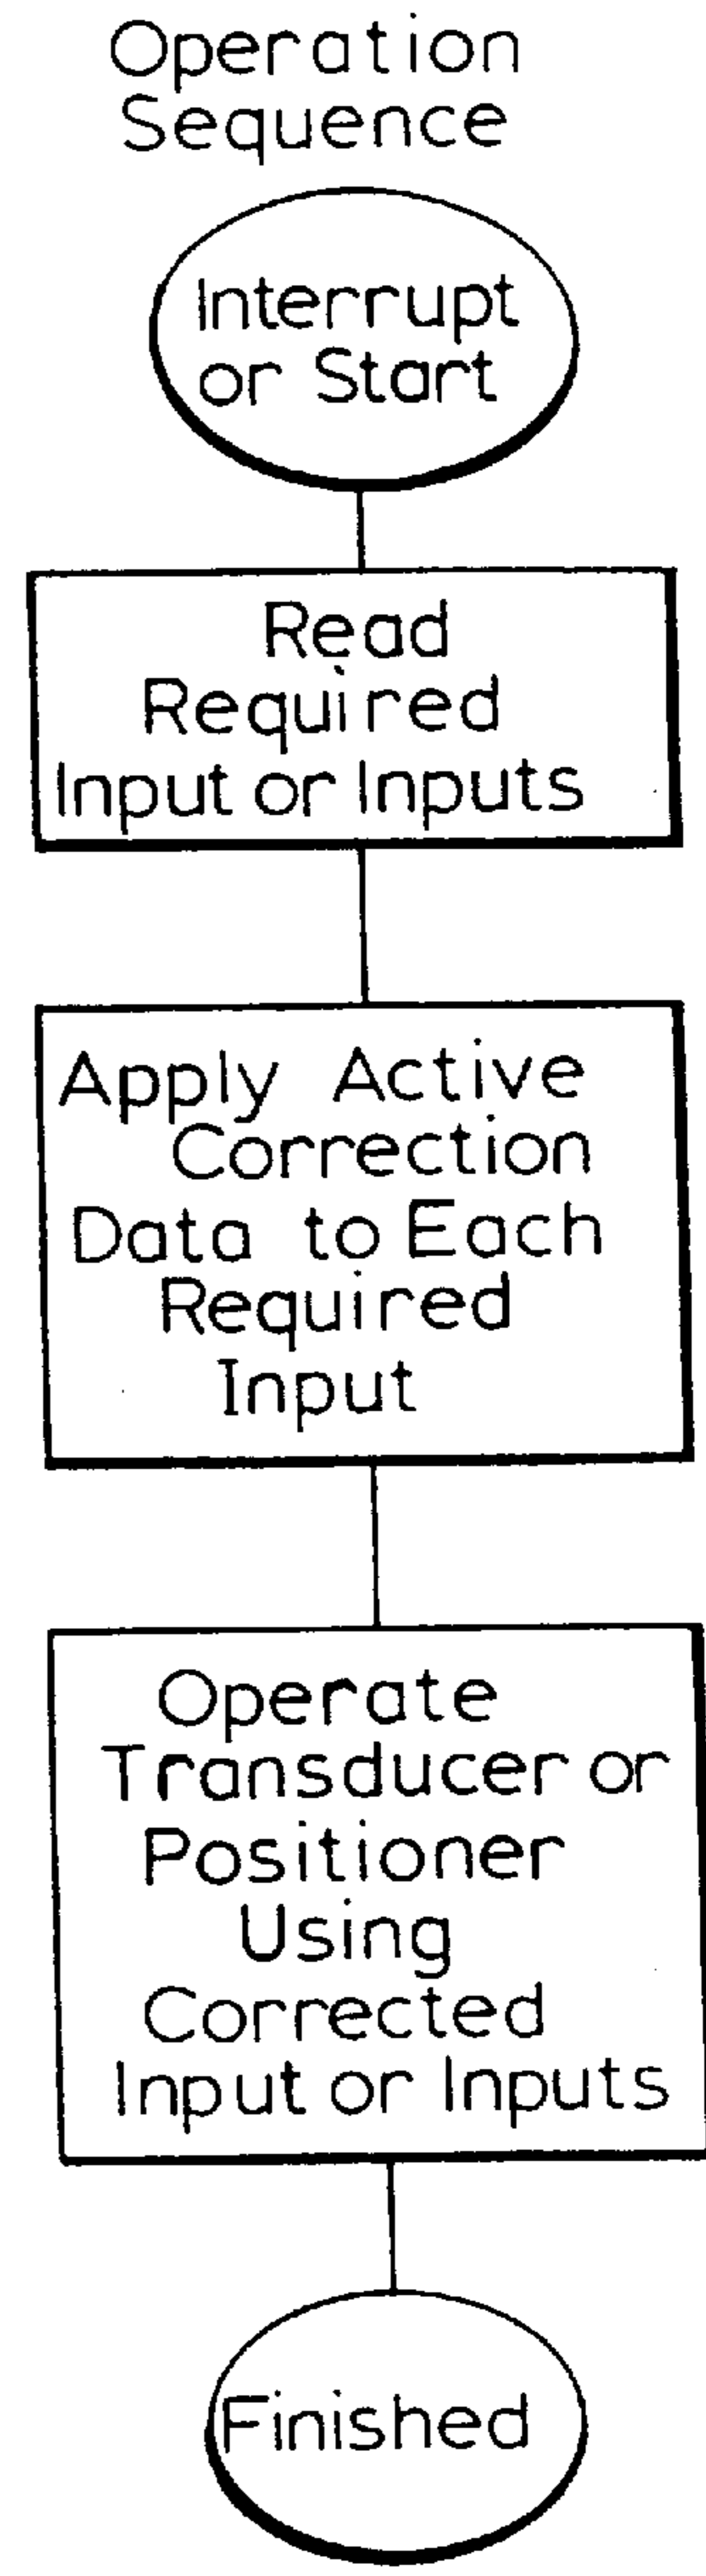 Operation
Sequence
Interrupt
or Start
Read
Required
Input or Inputs
Apply Active
Correction
Data to Each
Required
Input
Operate
Transducer or
Positioner
Using
Corrected
Input or Inputs
Finished